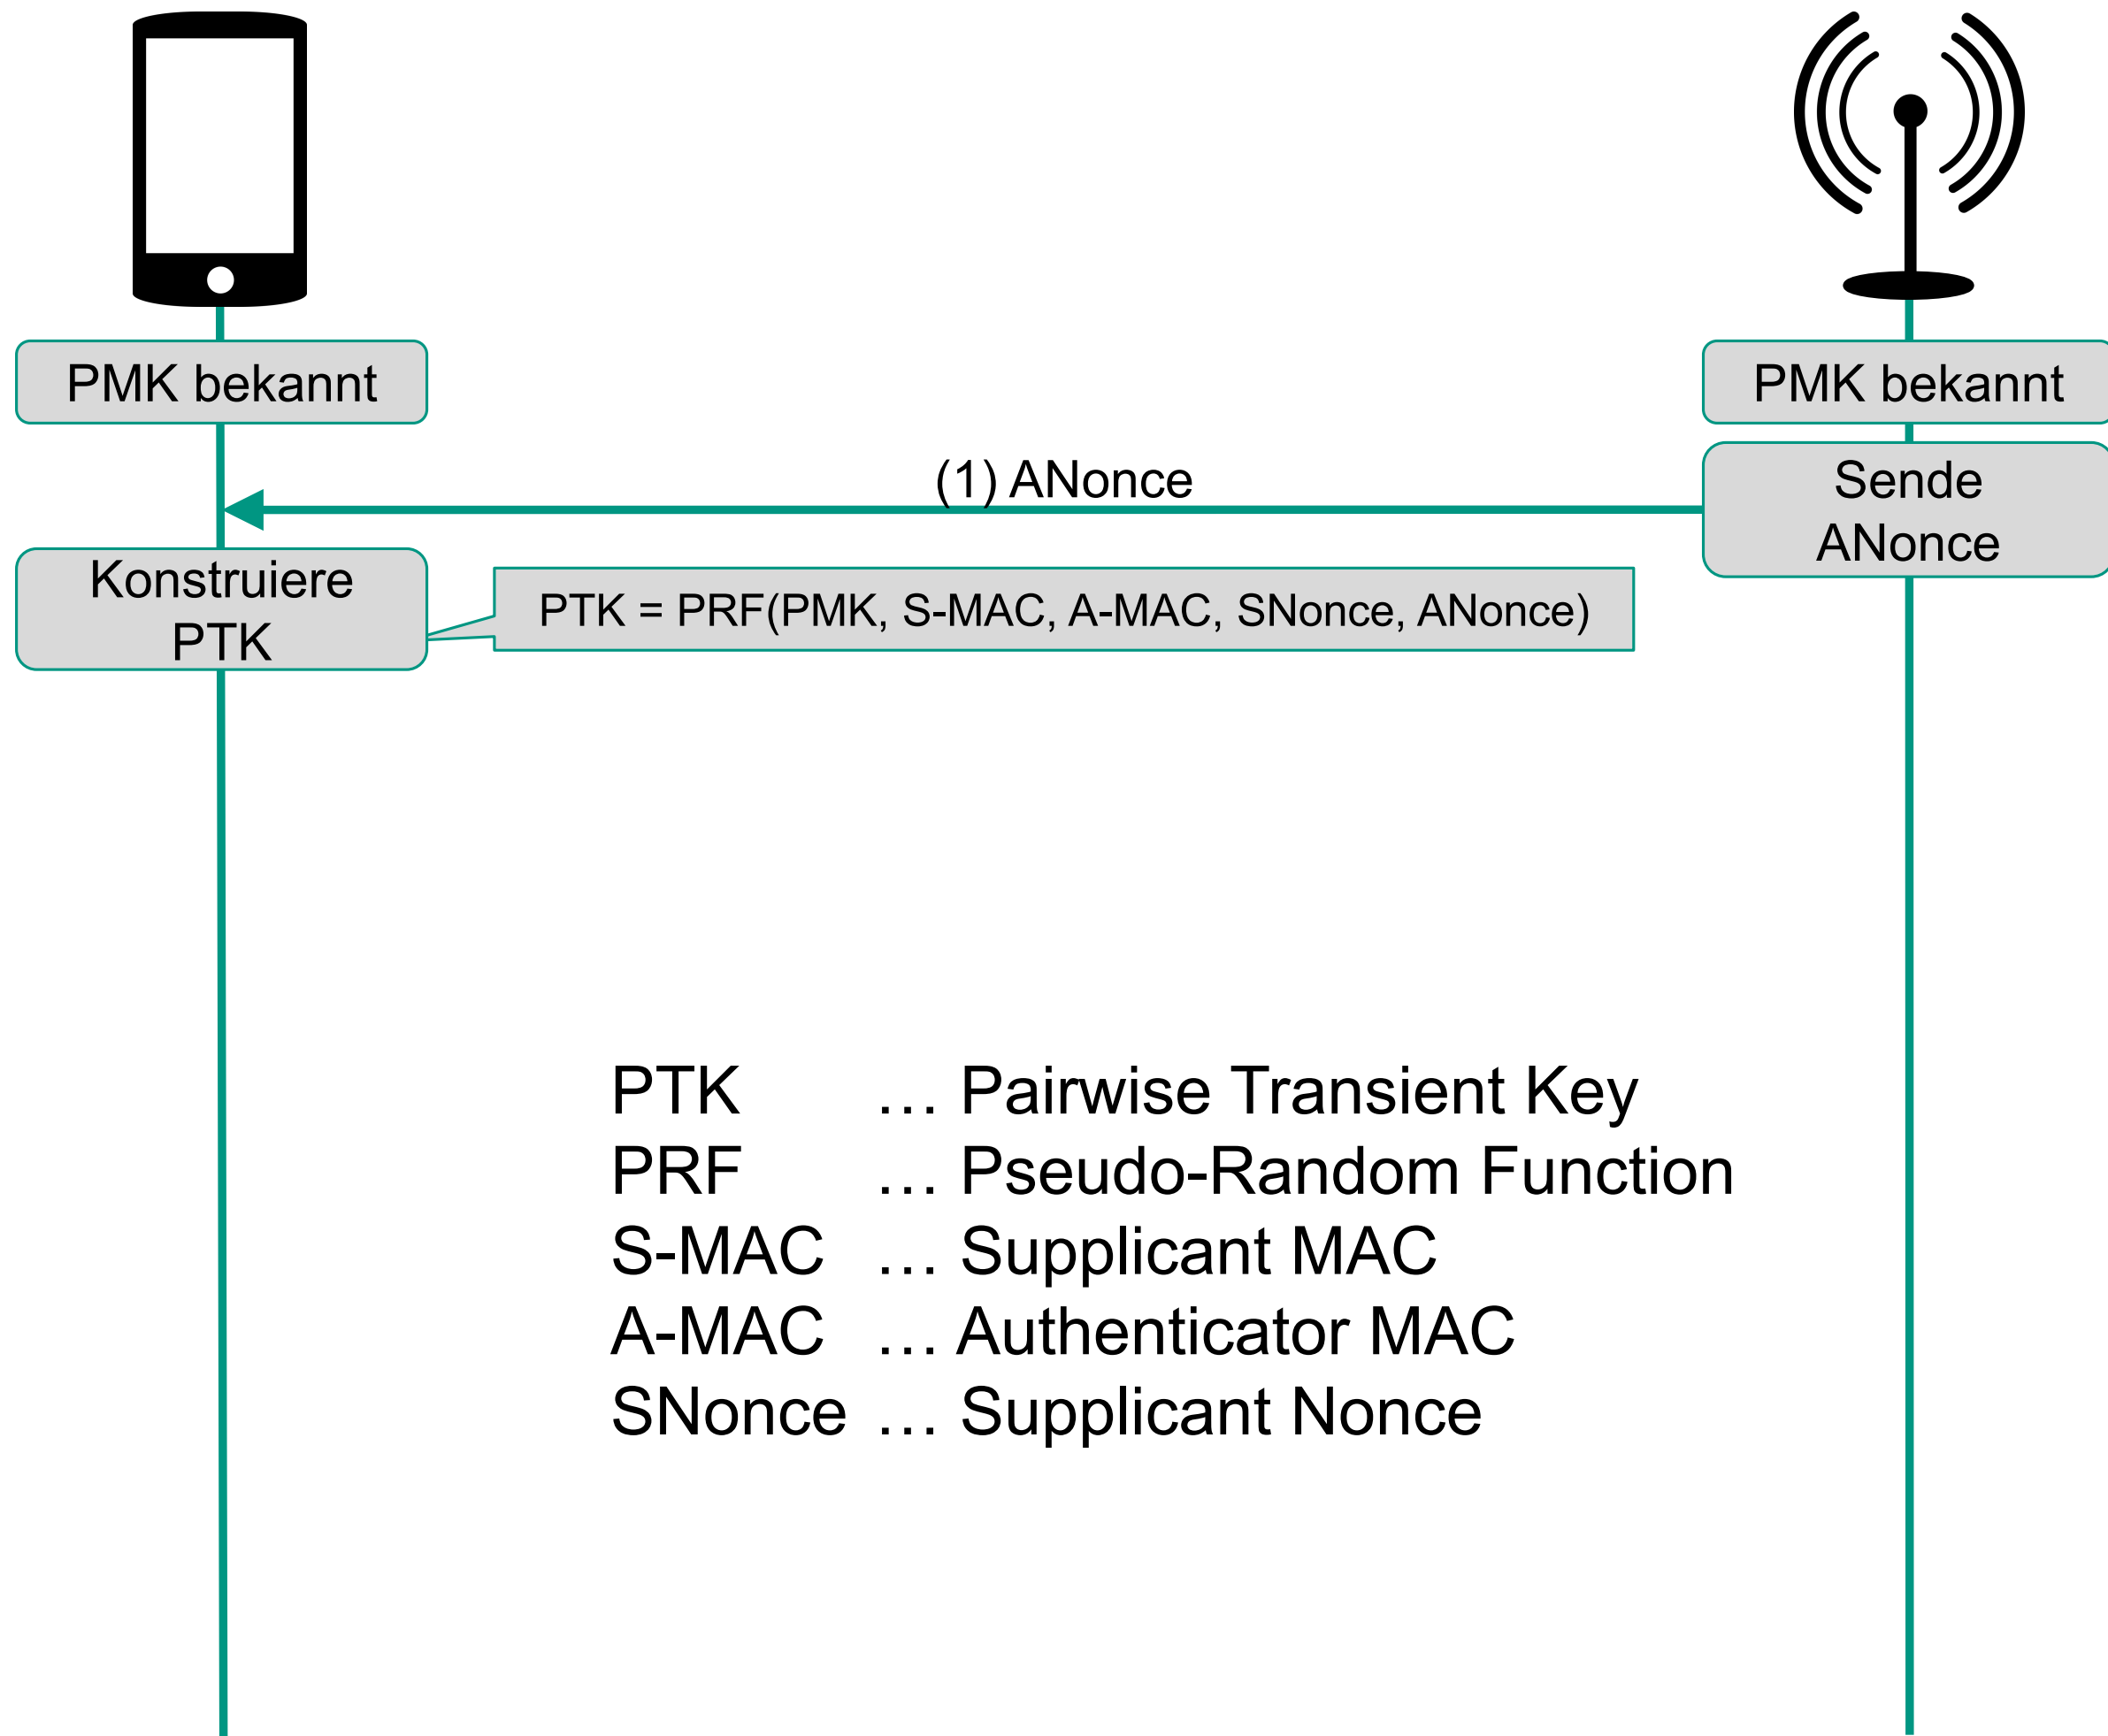 PMK bekannt
PMK bekannt
(1) ANonce
Sende
ANonce
Konstruiere
PTK
PTK = PRF(PMK, S-MAC, A-MAC, SNonce, ANonce)
PTK … Pairwise Transient Key
PRF … Pseudo-Random Function
S-MAC … Supplicant MAC
A-MAC … Authenticator MAC
SNonce … Supplicant Nonce